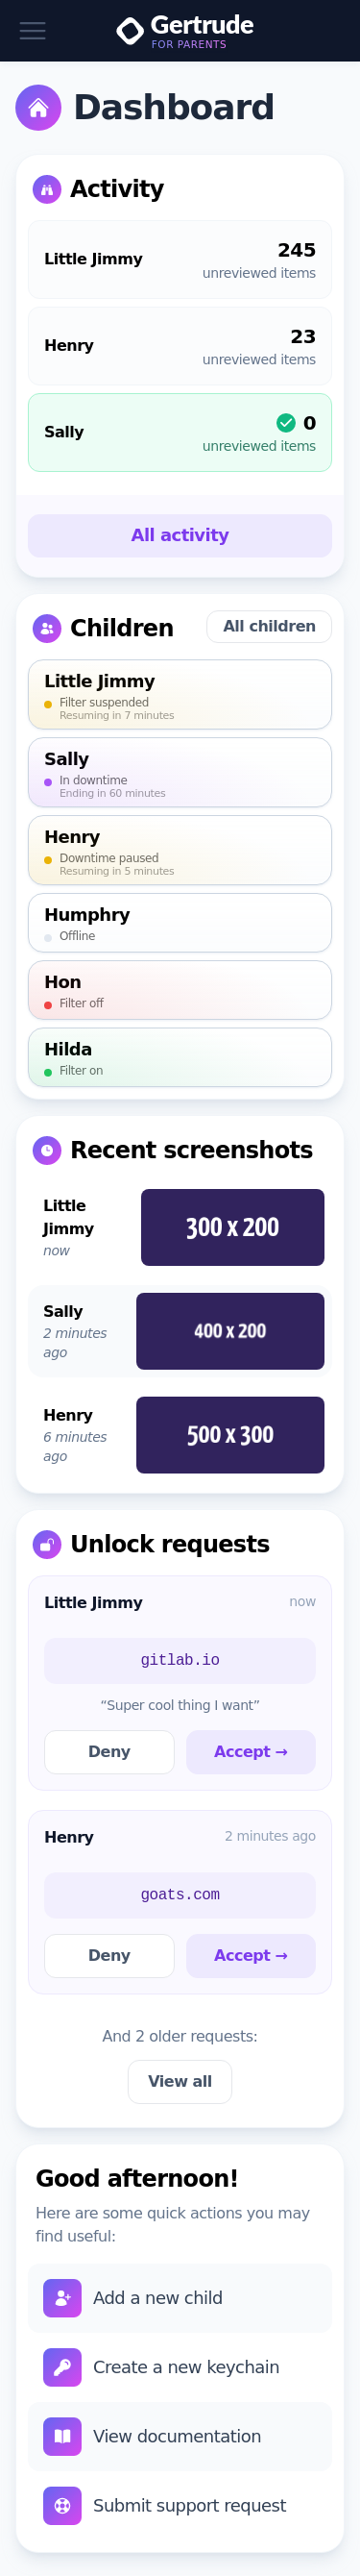 Gertrude
FOR PARENTS
Dashboard
Activity
Little Jimmy
245
unreviewed items
Henry
23
unreviewed items
Sally
0
unreviewed items
All activity
Children
All children
Little Jimmy
Filter suspended
Resuming in 7 minutes
Sally
In downtime
Ending in 60 minutes
Henry
Downtime paused
Resuming in 5 minutes
Humphry
Offline
Hon
Filter off
Hilda
Filter on
Recent screenshots
Little
Jimmy
now
300 x 200
Sally
2 minutes
ago
400 x 200
Henry
6 minutes
ago
500 x 300
Unlock requests
Little Jimmy
now
gitlab.io
“Super cool thing I want”
Deny
Accept →
Henry
2 minutes ago
goats.com
Deny
Accept →
And 2 older requests:
View all
Good afternoon!
Here are some quick actions you may
find useful:
Add a new child
Create a new keychain
View documentation
Submit support request